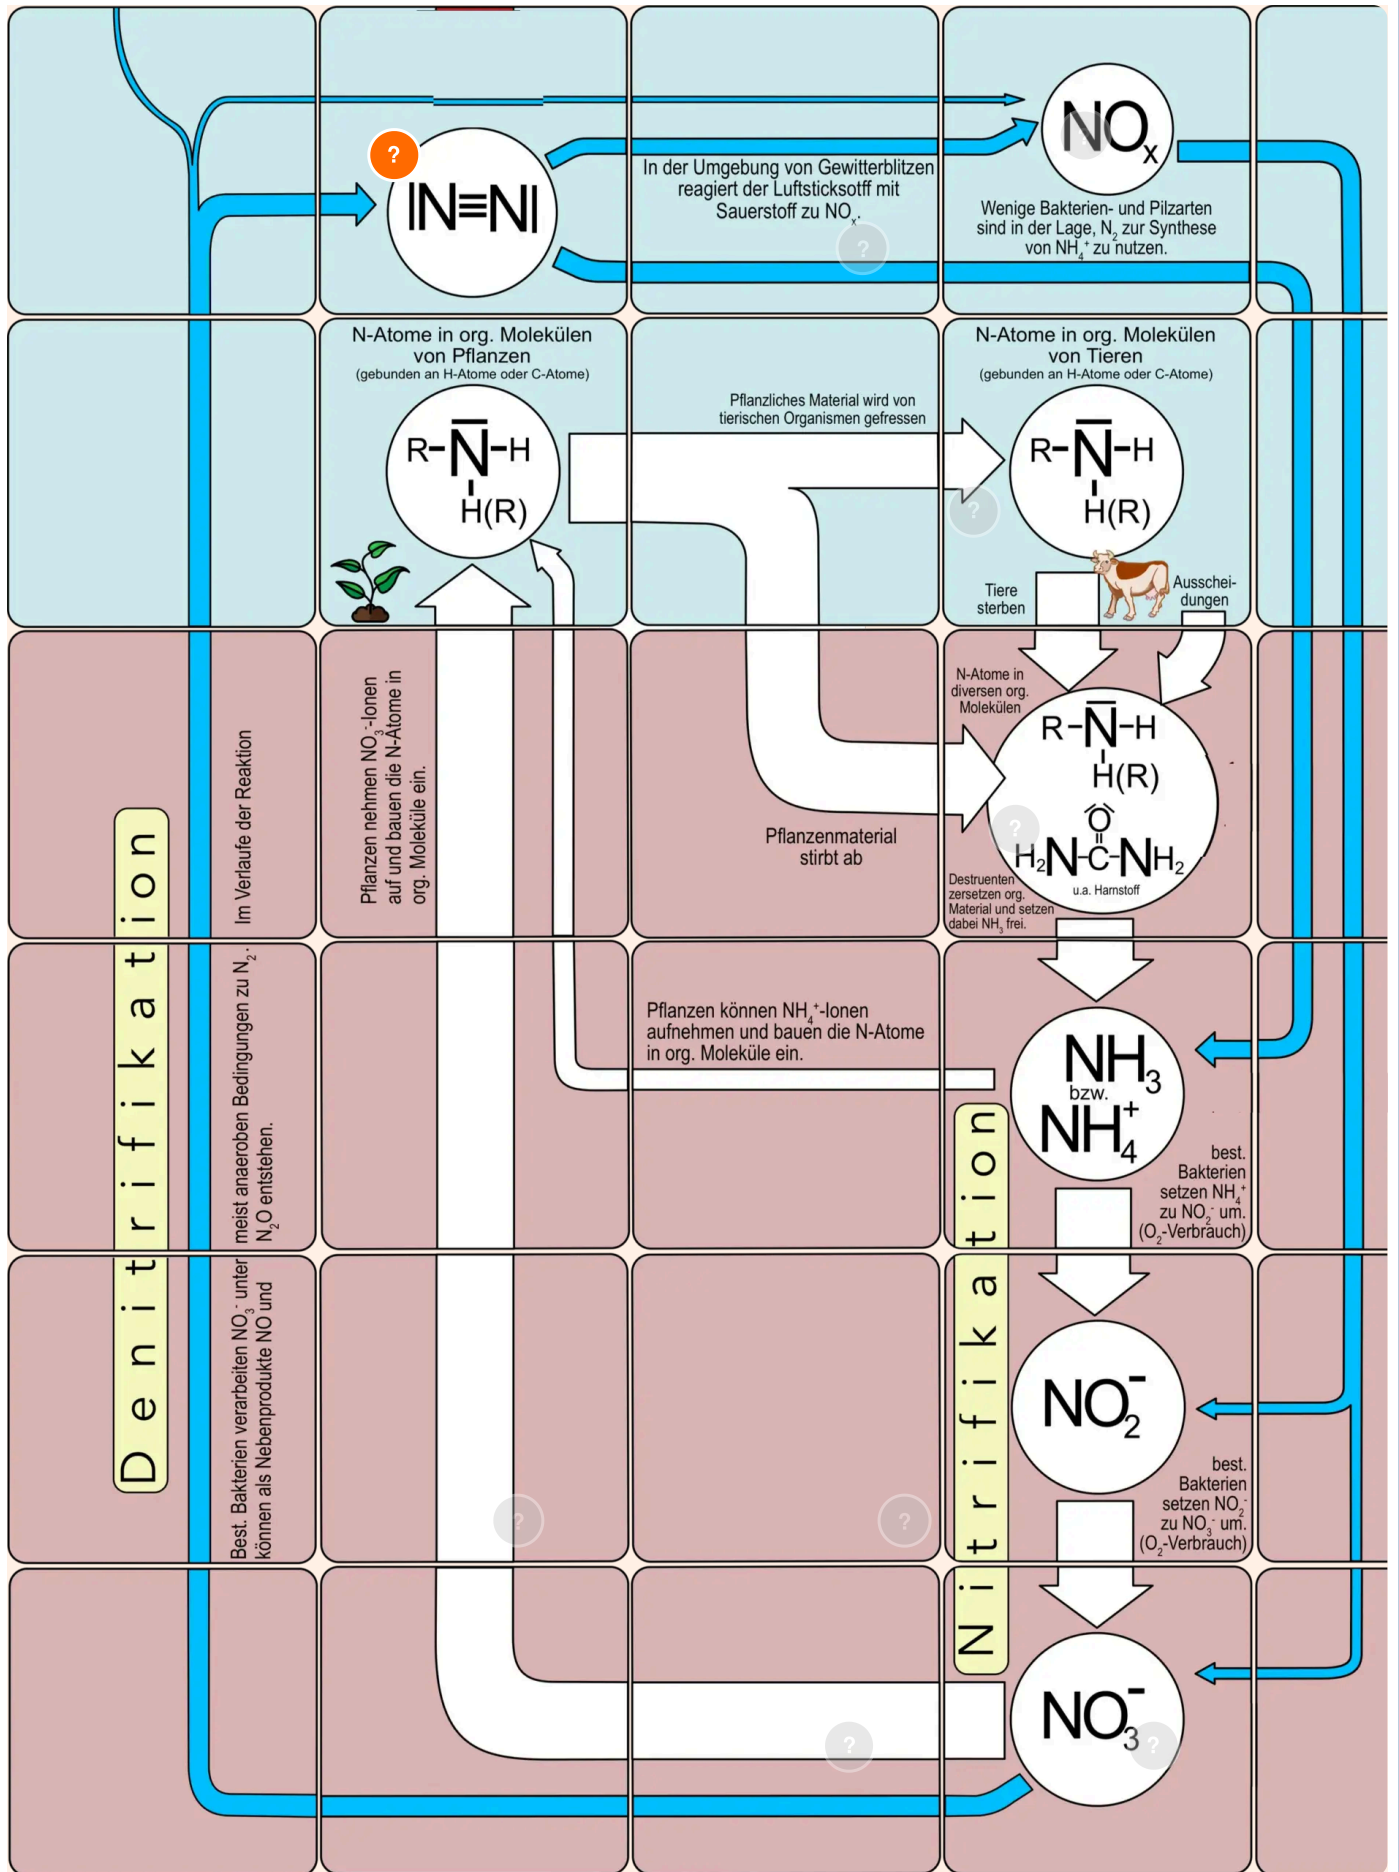 ?
IN≡NI
NOx
?
In der Umgebung von Gewitterblitzen
reagiert der Luftsticksotff mit
Sauerstoff zu NOx.
?
Wenige Bakterien- und Pilzarten
sind in der Lage, N2 zur Synthese
von NH4+ zu nutzen.
N-Atome in org. Molekülen
von Pflanzen
(gebunden an H-Atome oder C-Atome)
R-N-H
H(R)
Pflanzliches Material wird von
tierischen Organismen gefressen
?
N-Atome in org. Molekülen
von Tieren
(gebunden an H-Atome oder C-Atome)
R-N-H
H(R)
Tiere
sterben
Ausschei-
dungen
N-Atome in
diversen org.
Molekülen
R-N-H
H(R)
O
H2N-C-NH2
u.a. Harnstoff
?
Destruenten
zersetzen org.
Material und setzen
dabei NH3 frei.
Pflanzenmaterial
stirbt ab
Pflanzen nehmen NO3--Ionen
auf und bauen die N-Atome in
org. Moleküle ein.
Denitrifikation
Best. Bakterien verarbeiten NO3- unter meist anaeroben Bedingungen zu N2. Im Verlaufe der Reaktion
können als Nebenprodukte NO und N2O entstehen.
Pflanzen können NH4+-Ionen
aufnehmen und bauen die N-Atome
in org. Moleküle ein.
NH3
bzw.
NH4+
best.
Bakterien
setzen NH4+
zu NO2- um.
(O2-Verbrauch)
Nitrifikation
NO2-
best.
Bakterien
setzen NO2-
zu NO3- um.
(O2-Verbrauch)
?
?
NO3-
?
?